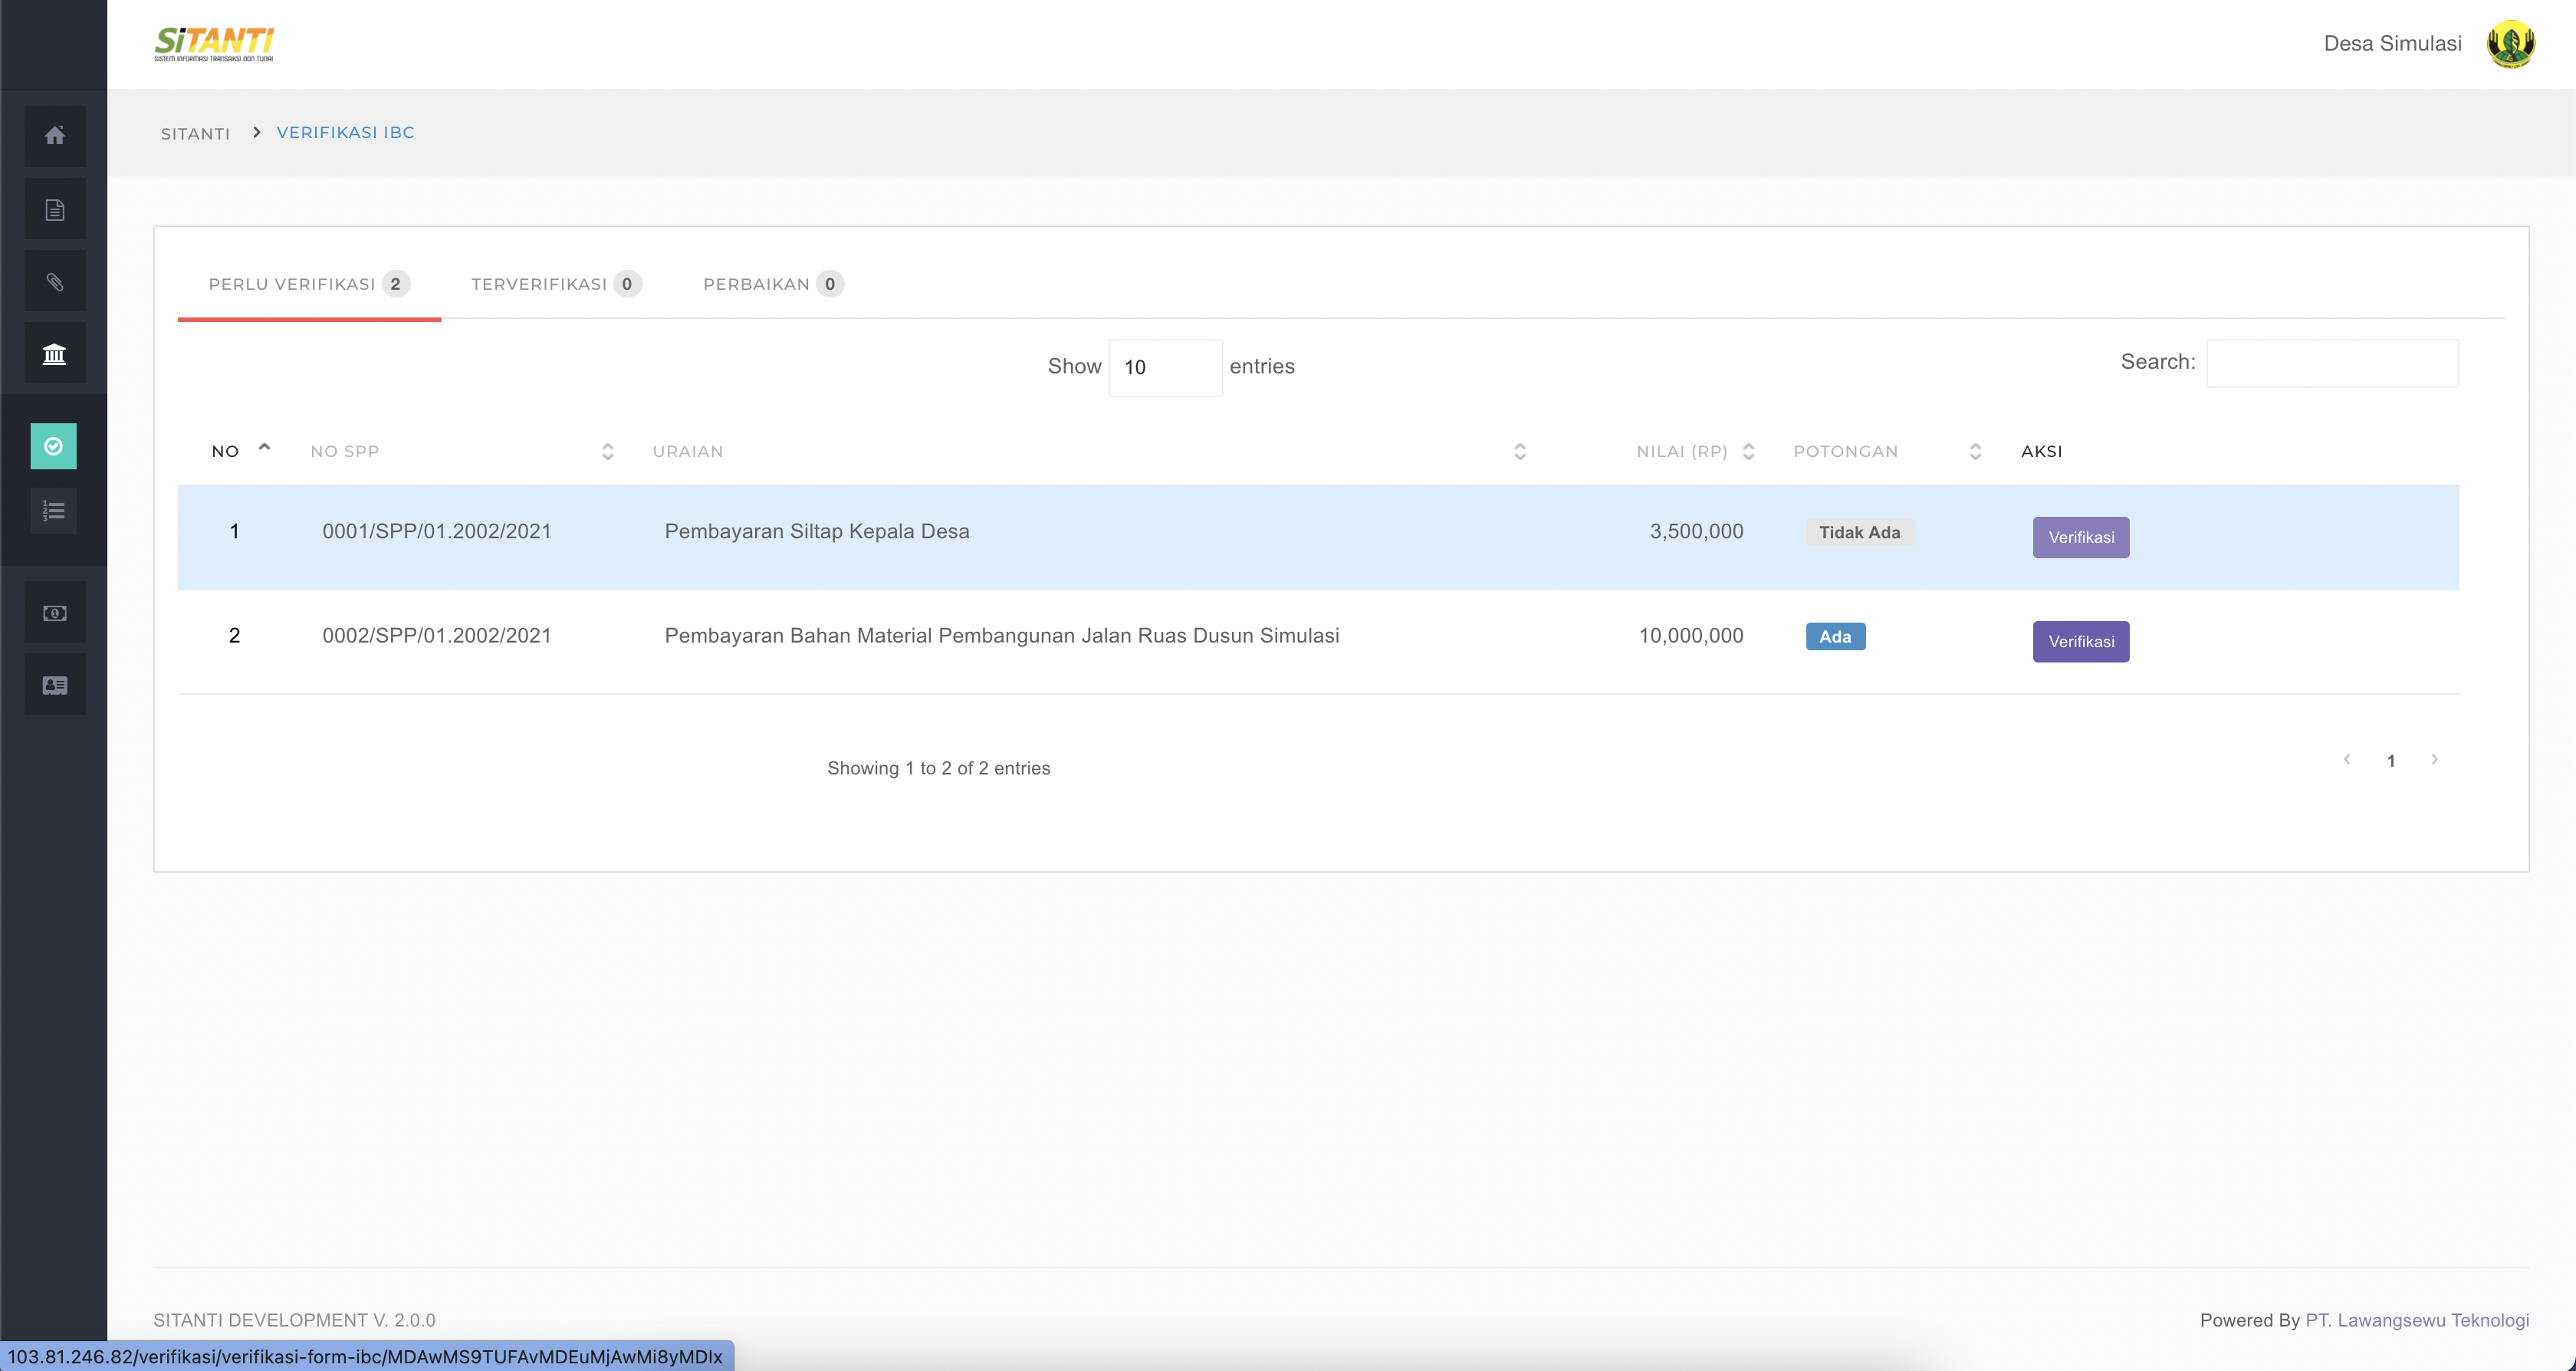 SiTANTI
SISTEM INFORMASI TRANSAKSI NON TUNAI
Desa Simulasi
SITANTI > VERIFIKASI IBC
PERLU VERIFIKASI 2 TERVERIFIKASI 0 PERBAIKAN 0
Show 10 entries Search:
NO NO SPP URAIAN NILAI (RP) POTONGAN AKSI
1 0001/SPP/01.2002/2021 Pembayaran Siltap Kepala Desa 3,500,000 Tidak Ada Verifikasi
2 0002/SPP/01.2002/2021 Pembayaran Bahan Material Pembangunan Jalan Ruas Dusun Simulasi 10,000,000 Ada Verifikasi
Showing 1 to 2 of 2 entries ‹ 1 ›
SITANTI DEVELOPMENT V. 2.0.0 Powered By PT. Lawangsewu Teknologi
103.81.246.82/verifikasi/verifikasi-form-ibc/MDAwMS9TUFAvMDEuMjAwMi8yMDIx